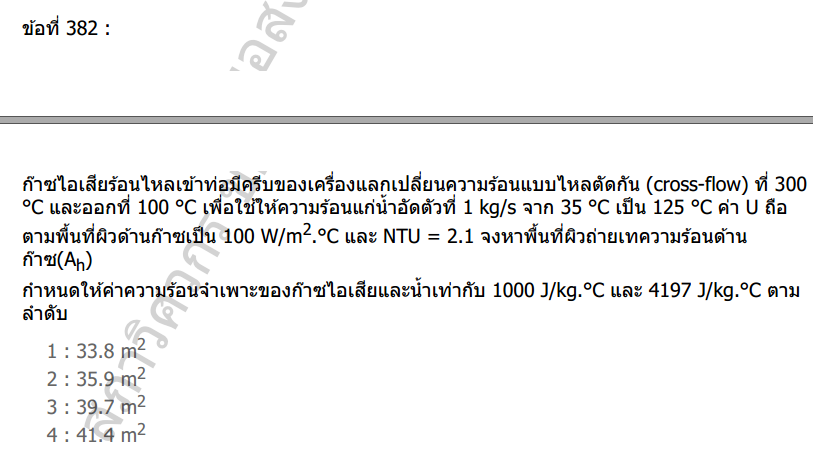 ข้อที่ 382 :
ก๊าซไอเสียร้อนไหลเข้าท่อมีครีบของเครื่องแลกเปลี่ยนความร้อนแบบไหลตัดกัน (cross-flow) ที่ 300
°C และออกที่ 100 °C เพื่อใช้ให้ความร้อนแก่น้ำอัดตัวที่ 1 kg/s จาก 35 °C เป็น 125 °C ค่า U ถือ
ตามพื้นที่ผิวด้านก๊าซเป็น 100 W/m².°C และ NTU = 2.1 จงหาพื้นที่ผิวถ่ายเทความร้อนด้าน
ก๊าซ(Aₕ)
กำหนดให้ค่าความร้อนจำเพาะของก๊าซไอเสียและน้ำเท่ากับ 1000 J/kg.°C และ 4197 J/kg.°C ตาม
ลำดับ
1 : 33.8 m²
2 : 35.9 m²
3 : 39.7 m²
4 : 41.4 m²